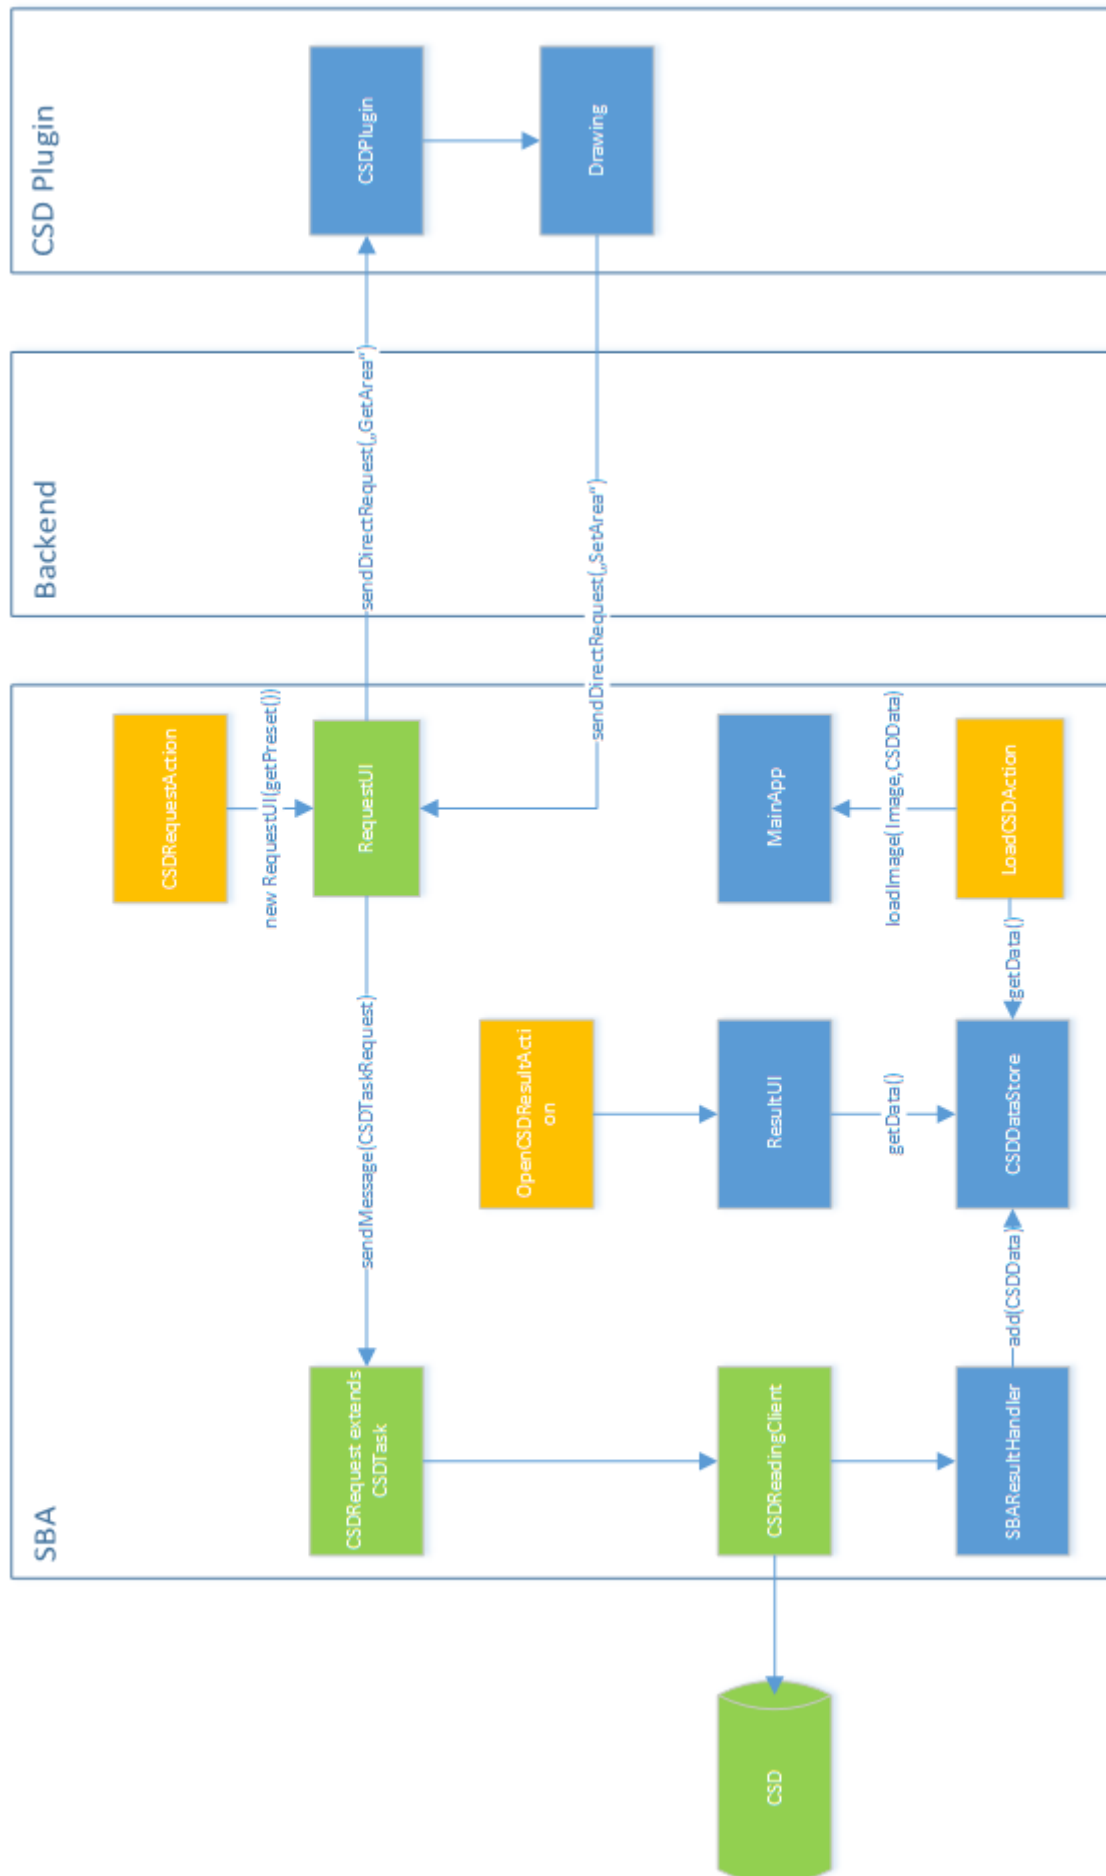 SBA
Backend
CSD Plugin
CSDRequestAction
new RequestUI(getPreset())
CSDRequest extends
CSDTask
sendMessage(CSDTaskRequest)
RequestUI
sendDirectRequest(„GetArea“)
CSDPlugin
OpenCSDResultActi
on
sendDirectRequest(„SetArea“)
Drawing
CSD
CSDReadingClient
ResultUI
MainApp
getData()
loadImage(Image,CSDData)
SBAResultHandler
add(CSDData)
CSDDataStore
getData()
LoadCSDAction